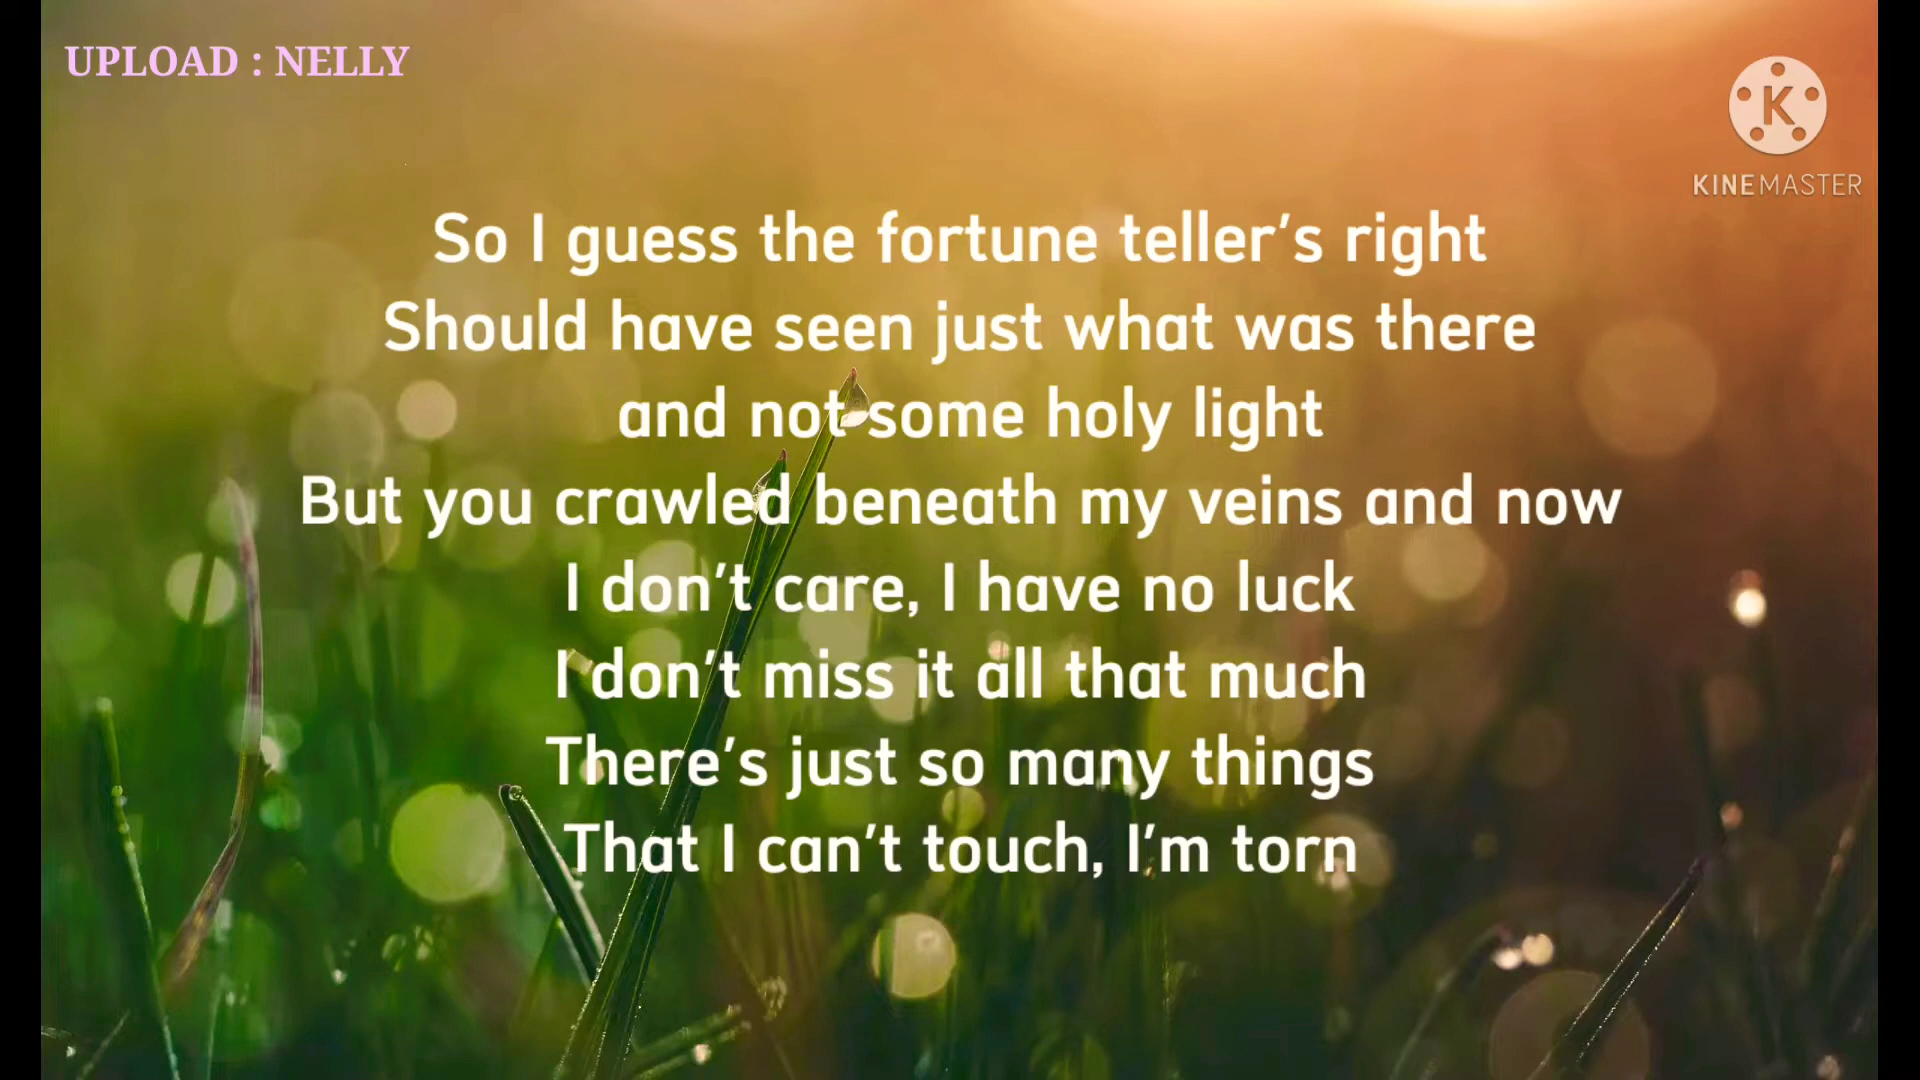 UPLOAD : NELLY
K
KINEMASTER
So I guess the fortune teller's right
Should have seen just what was there
and not some holy light
But you crawled beneath my veins and now
I don't care, I have no luck
I don't miss it all that much
There's just so many things
That I can't touch, I'm torn